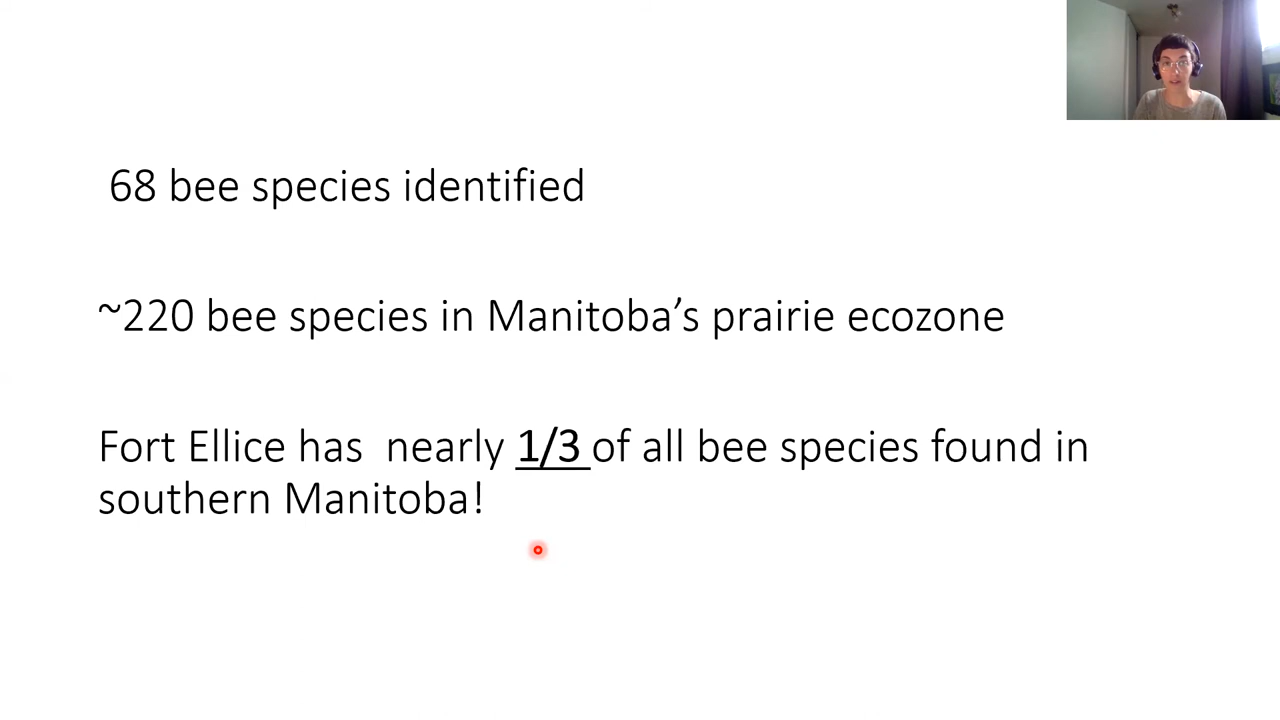 68 bee species identified
~220 bee species in Manitoba’s prairie ecozone
Fort Ellice has  nearly 1/3 of all bee species found in
southern Manitoba!